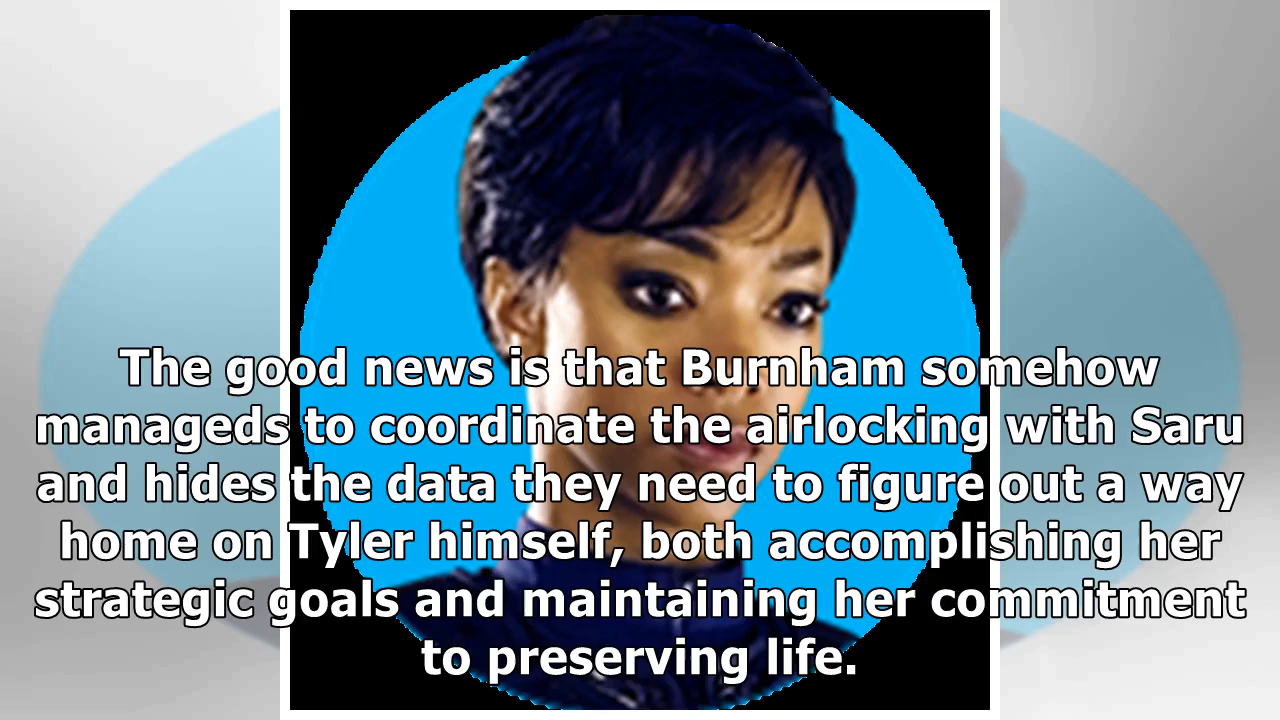 The good news is that Burnham somehow
manageds to coordinate the airlocking with Saru
and hides the data they need to figure out a way
home on Tyler himself, both accomplishing her
strategic goals and maintaining her commitment
to preserving life.